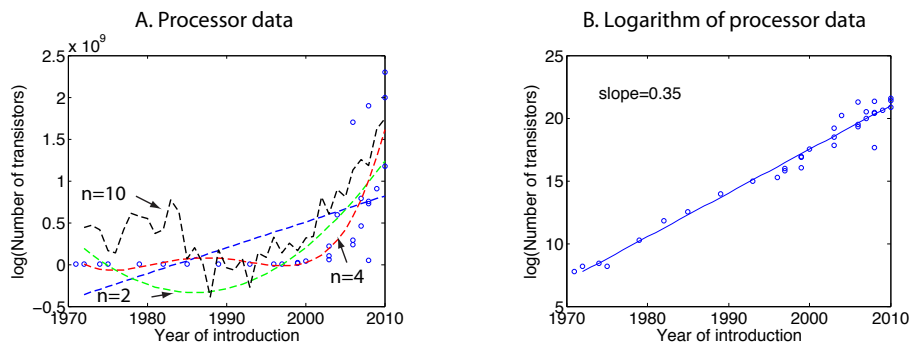 A. Processor data
x 10^9
2.5
2
1.5
1
0.5
0
−0.5
1970 1980 1990 2000 2010
log(Number of transistors)
Year of introduction
n=10
n=2
n=4
B. Logarithm of processor data
25
20
15
10
5
1970 1980 1990 2000 2010
log(Number of transistors)
Year of introduction
slope=0.35